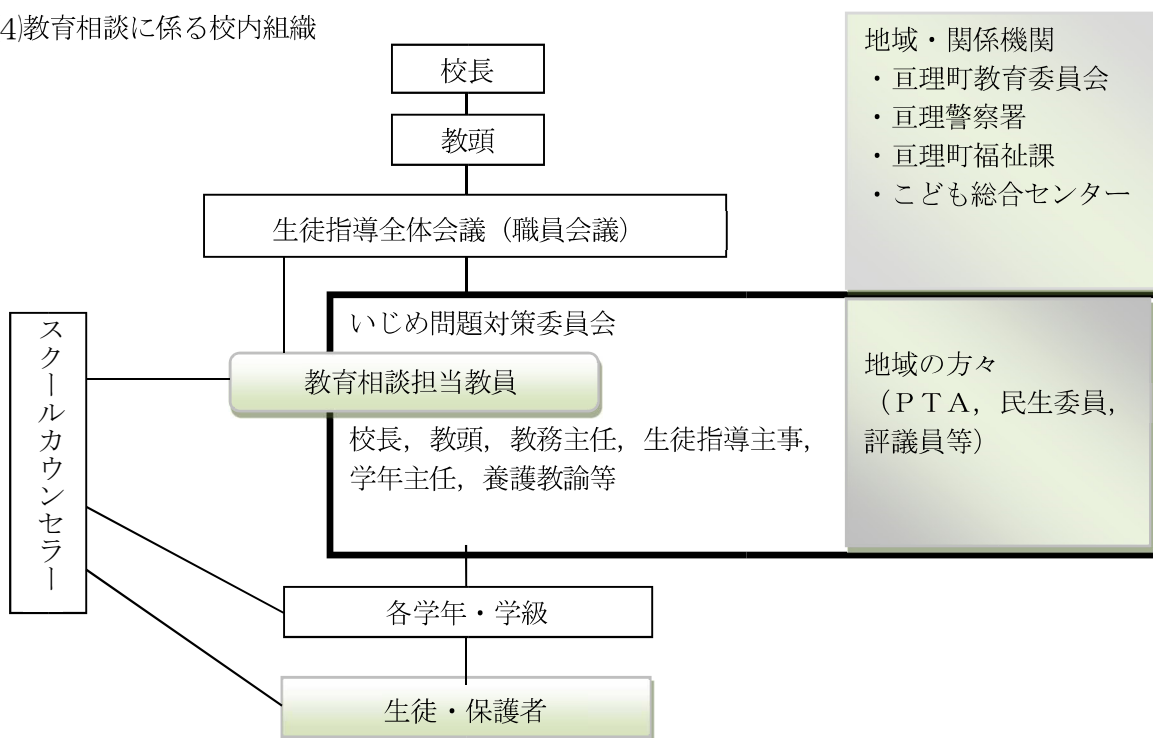 4)教育相談に係る校内組織
校長
教頭
生徒指導全体会議（職員会議）
地域・関係機関
・亘理町教育委員会
・亘理警察署
・亘理町福祉課
・こども総合センター
スクールカウンセラー
いじめ問題対策委員会
教育相談担当教員
校長，教頭，教務主任，生徒指導主事，
学年主任，養護教諭等
地域の方々
（ＰＴＡ，民生委員，
評議員等）
各学年・学級
生徒・保護者